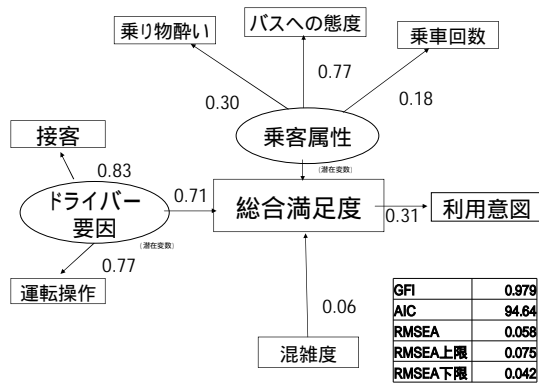 乗り物酔い
バスへの態度
乗車回数
0.30
0.77
0.18
接客
乗客属性
(潜在変数)
0.83
ドライバー
要因
(潜在変数)
0.71
総合満足度
0.31
利用意図
0.77
運転操作
0.06
混雑度
GFI 0.979
AIC 94.64
RMSEA 0.058
RMSEA上限 0.075
RMSEA下限 0.042